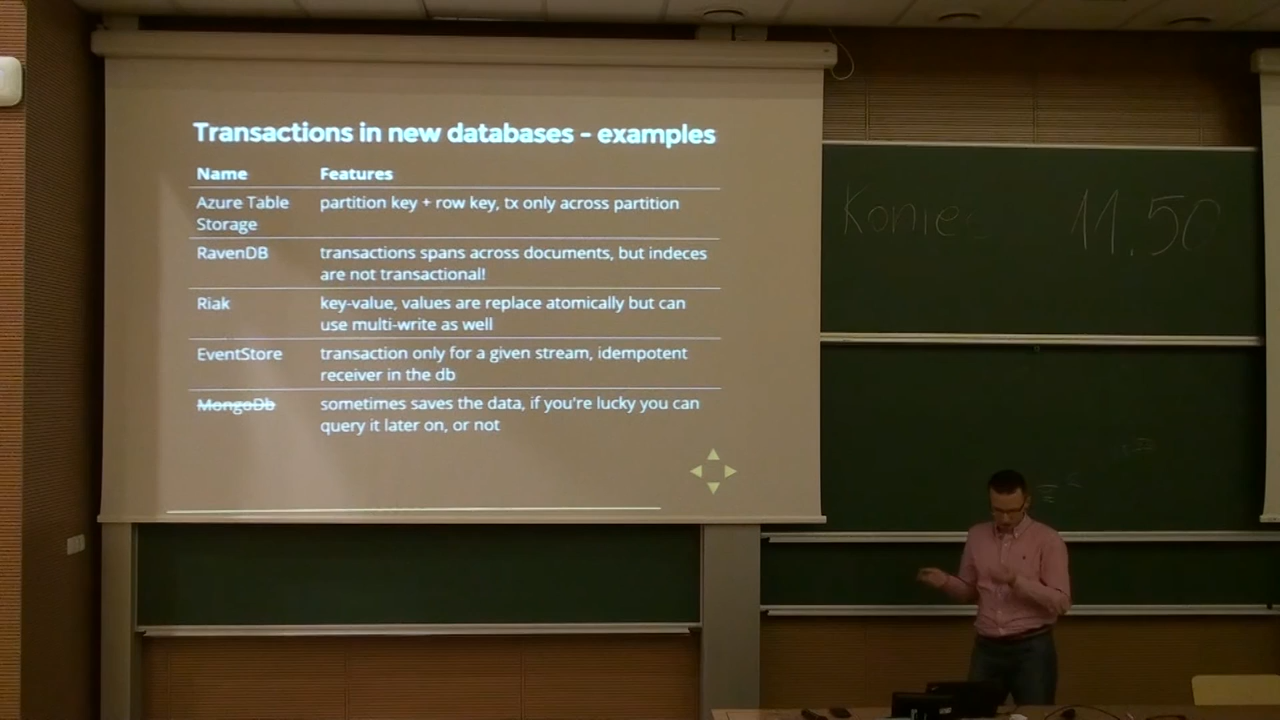 Transactions in new databases - examples
Name Features
Azure Table Storage partition key + row key, tx only across partition
RavenDB transactions spans across documents, but indeces
are not transactional!
Riak key-value, values are replace atomically but can
use multi-write as well
EventStore transaction only for a given stream, idempotent
receiver in the db
MongoDb sometimes saves the data, if you're lucky you can
query it later on, or not
Koniec 11.50